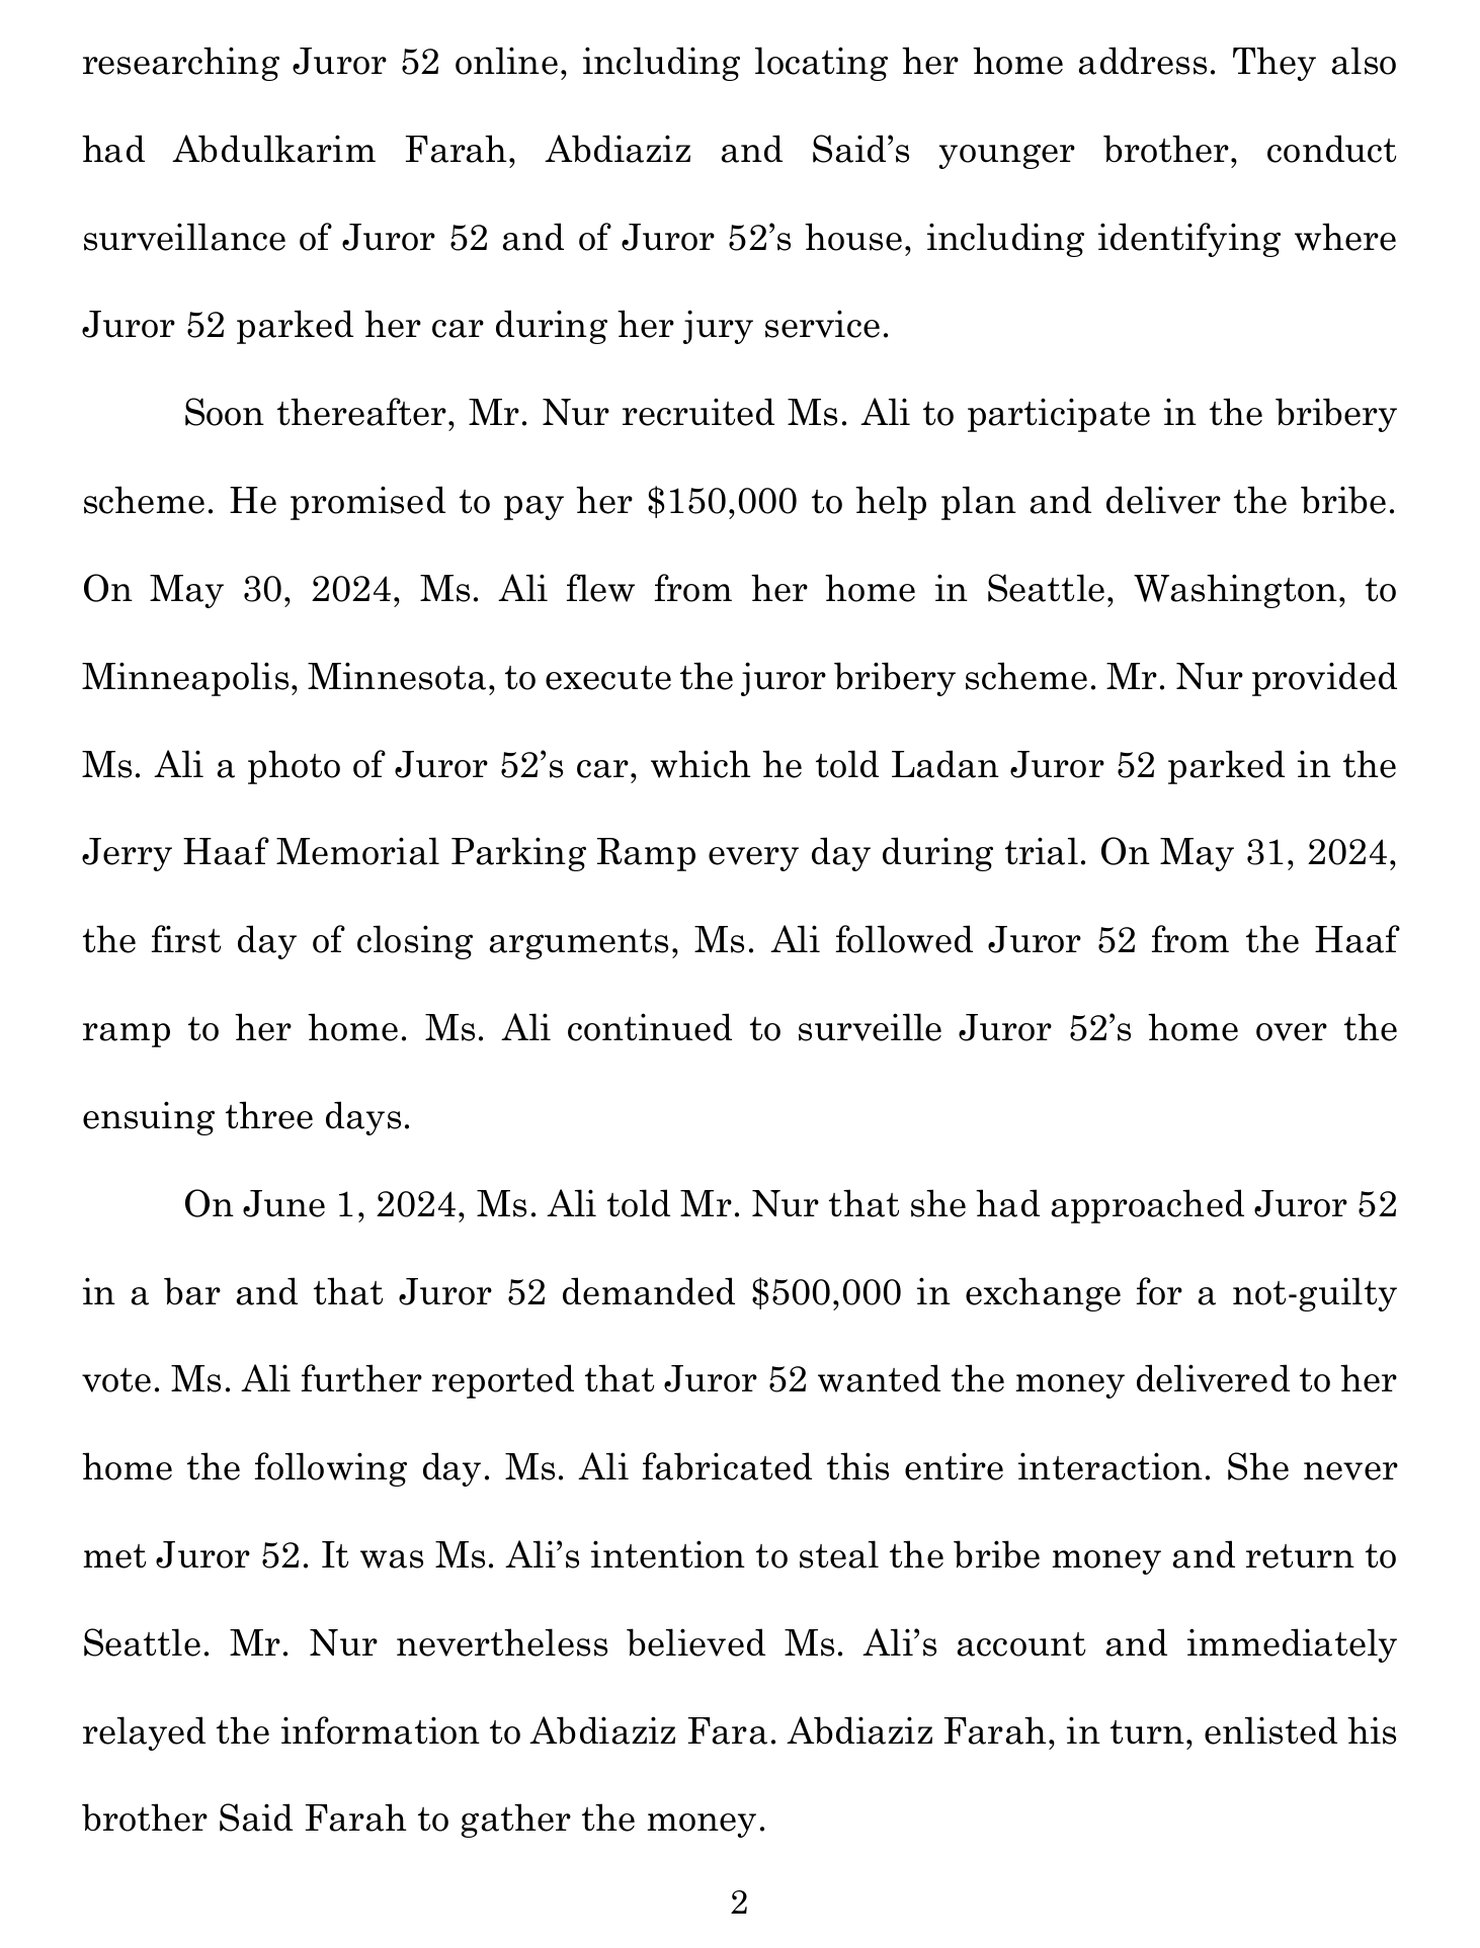 researching Juror 52 online, including locating her home address. They also
had Abdulkarim Farah, Abdiaziz and Said’s younger brother, conduct
surveillance of Juror 52 and of Juror 52’s house, including identifying where
Juror 52 parked her car during her jury service.
Soon thereafter, Mr. Nur recruited Ms. Ali to participate in the bribery
scheme. He promised to pay her $150,000 to help plan and deliver the bribe.
On May 30, 2024, Ms. Ali flew from her home in Seattle, Washington, to
Minneapolis, Minnesota, to execute the juror bribery scheme. Mr. Nur provided
Ms. Ali a photo of Juror 52’s car, which he told Ladan Juror 52 parked in the
Jerry Haaf Memorial Parking Ramp every day during trial. On May 31, 2024,
the first day of closing arguments, Ms. Ali followed Juror 52 from the Haaf
ramp to her home. Ms. Ali continued to surveille Juror 52’s home over the
ensuing three days.
On June 1, 2024, Ms. Ali told Mr. Nur that she had approached Juror 52
in a bar and that Juror 52 demanded $500,000 in exchange for a not-guilty
vote. Ms. Ali further reported that Juror 52 wanted the money delivered to her
home the following day. Ms. Ali fabricated this entire interaction. She never
met Juror 52. It was Ms. Ali’s intention to steal the bribe money and return to
Seattle. Mr. Nur nevertheless believed Ms. Ali’s account and immediately
relayed the information to Abdiaziz Fara. Abdiaziz Farah, in turn, enlisted his
brother Said Farah to gather the money.
2